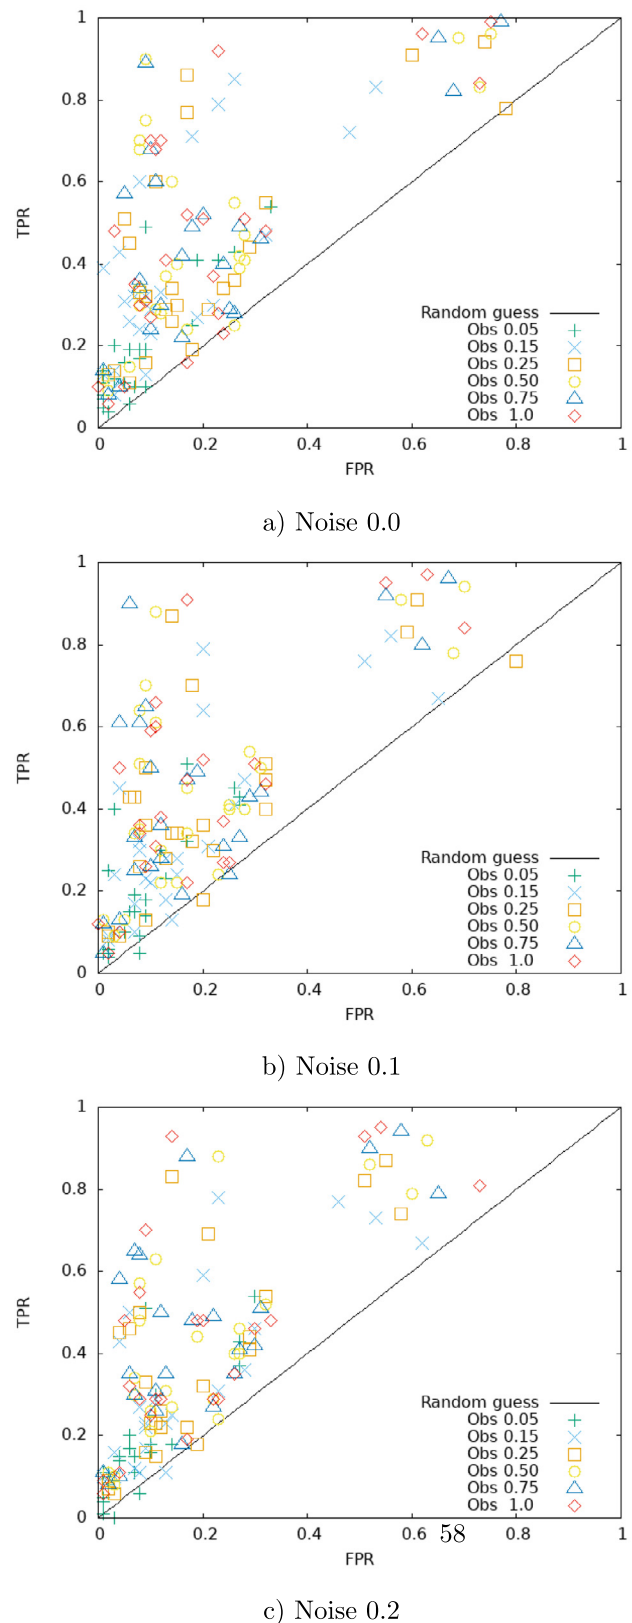 1
0.8
0.6
TPR
0.4
0.2
0
Random guess
Obs 0.05
Obs 0.15
Obs 0.25
Obs 0.50
Obs 0.75
Obs 1.0
0 0.2 0.4 0.6 0.8 1
FPR
a) Noise 0.0
1
0.8
0.6
TPR
0.4
0.2
0
Random guess
Obs 0.05
Obs 0.15
Obs 0.25
Obs 0.50
Obs 0.75
Obs 1.0
0 0.2 0.4 0.6 0.8 1
FPR
b) Noise 0.1
1
0.8
0.6
TPR
0.4
0.2
0
Random guess
Obs 0.05
Obs 0.15
Obs 0.25
Obs 0.50
Obs 0.75
Obs 1.0
0 0.2 0.4 0.6 58 0.8 1
FPR
c) Noise 0.2